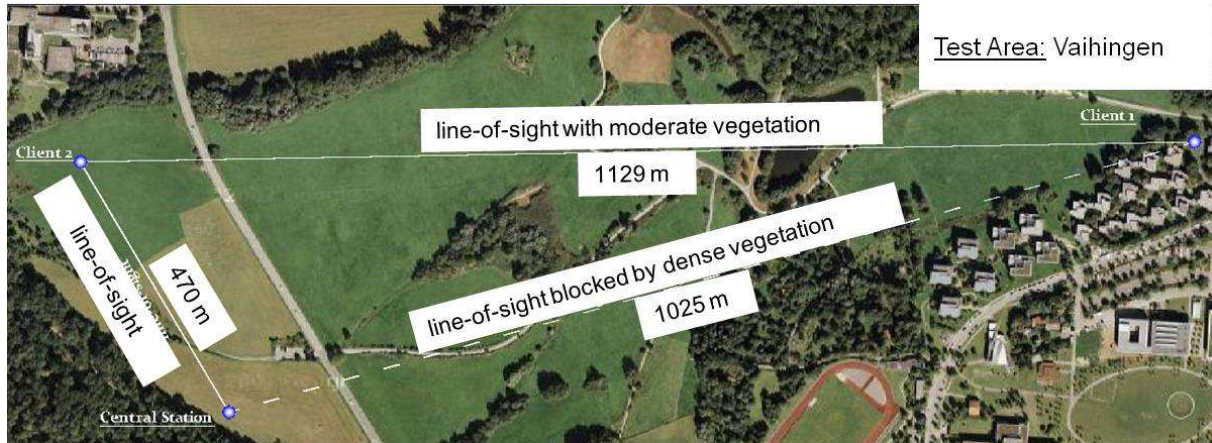 Test Area: Vaihingen
line-of-sight with moderate vegetation
Client 1
Client 2
1129 m
line-of-sight
470 m
line-of-sight blocked by dense vegetation
1025 m
Central Station